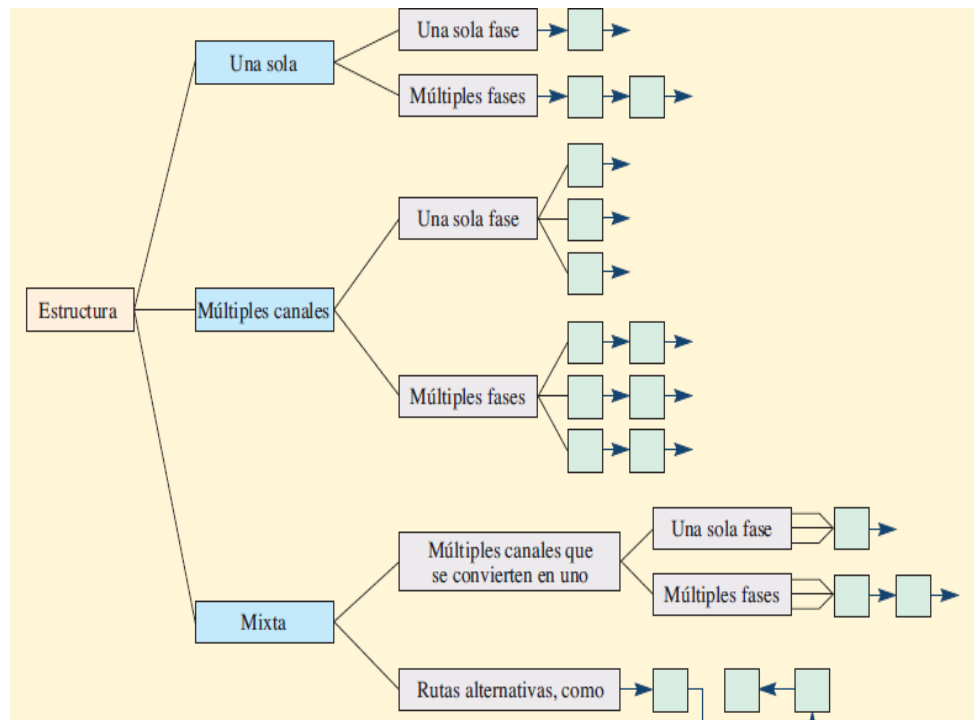 Una sola fase
Una sola
Múltiples fases
Una sola fase
Estructura
Múltiples canales
Múltiples fases
Una sola fase
Múltiples canales que
se convierten en uno
Múltiples fases
Mixta
Rutas alternativas, como